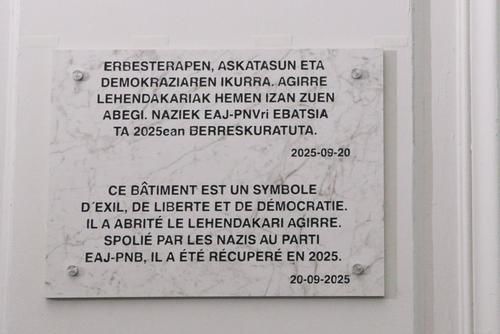 ERBESTERAPEN, ASKATASUN ETA
DEMOKRAZIAREN IKURRA. AGIRRE
LEHENDAKARIAK HEMEN IZAN ZUEN
ABEGI. NAZIEK EAJ-PNVri EBATSIA
TA 2025ean BERRESKURATUTA.
2025-09-20
CE BÂTIMENT EST UN SYMBOLE
D´EXIL, DE LIBERTE ET DE DÉMOCRATIE.
IL A ABRITÉ LE LEHENDAKARI AGIRRE.
SPOLIÉ PAR LES NAZIS AU PARTI
EAJ-PNB, IL A ÉTÉ RÉCUPERÉ EN 2025.
20-09-2025